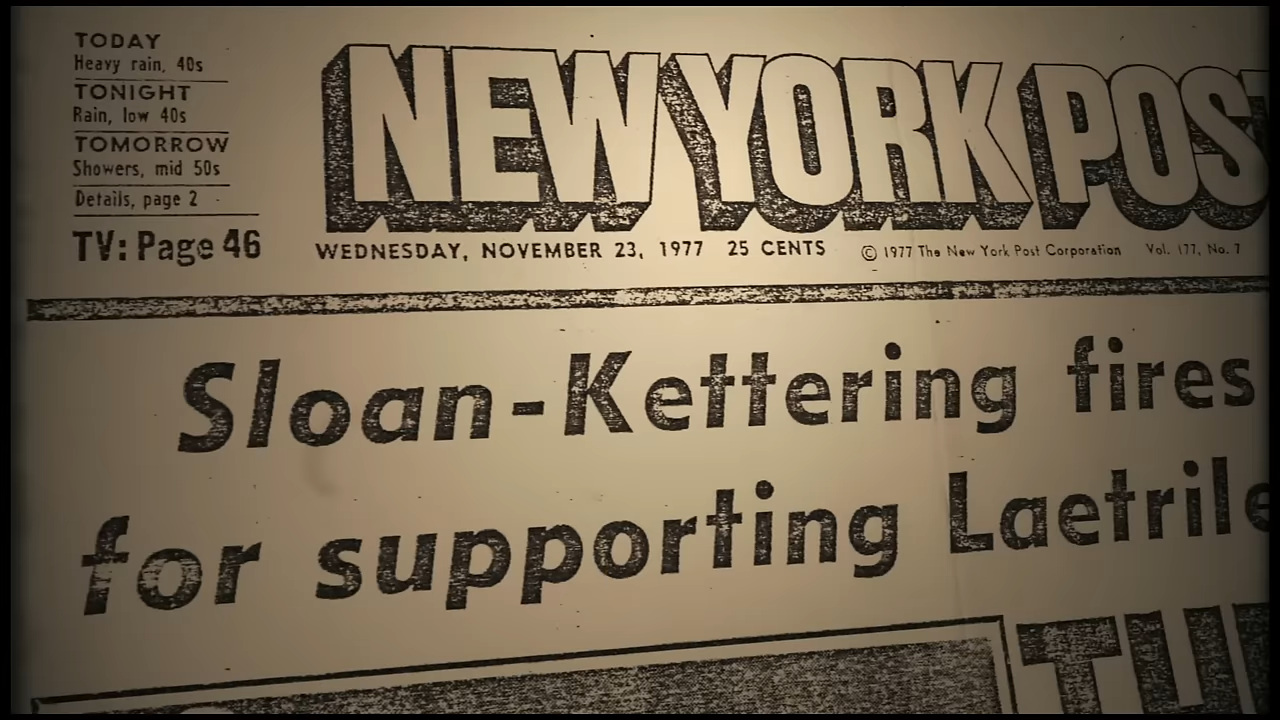 TODAY
Heavy rain, 40s
TONIGHT
Rain, low 40s
TOMORROW
Showers, mid 50s
Details, page 2
TV: Page 46
NEW YORK POST
WEDNESDAY, NOVEMBER 23, 1977 25 CENTS © 1977 The New York Post Corporation Vol. 177, No. 7
Sloan-Kettering fires
for supporting Laetrile